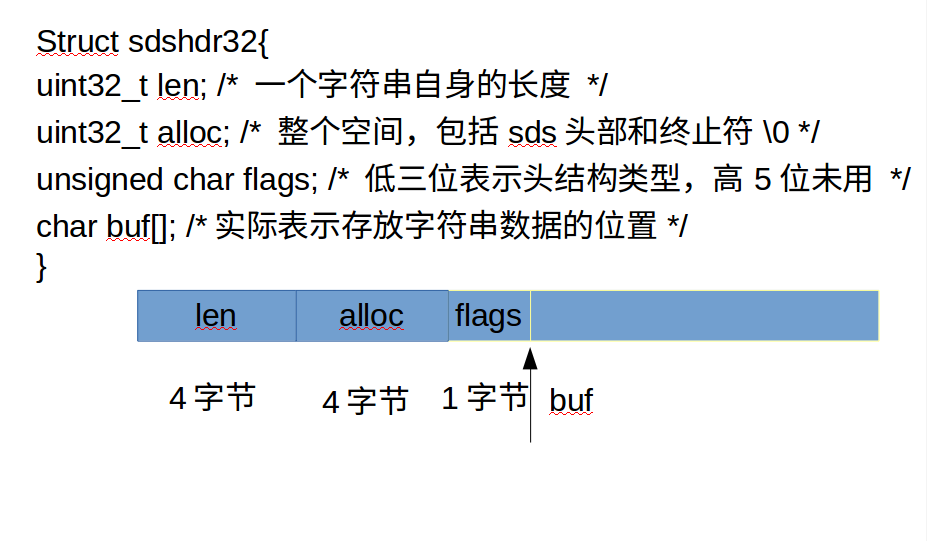 Struct sdshdr32{
uint32_t len; /* 一个字符串自身的长度 */
uint32_t alloc; /* 整个空间，包括 sds 头部和终止符 \0 */
unsigned char flags; /* 低三位表示头结构类型，高 5 位未用 */
char buf[]; /* 实际表示存放字符串数据的位置 */
}
len alloc flags
4 字节 4 字节 1 字节 buf